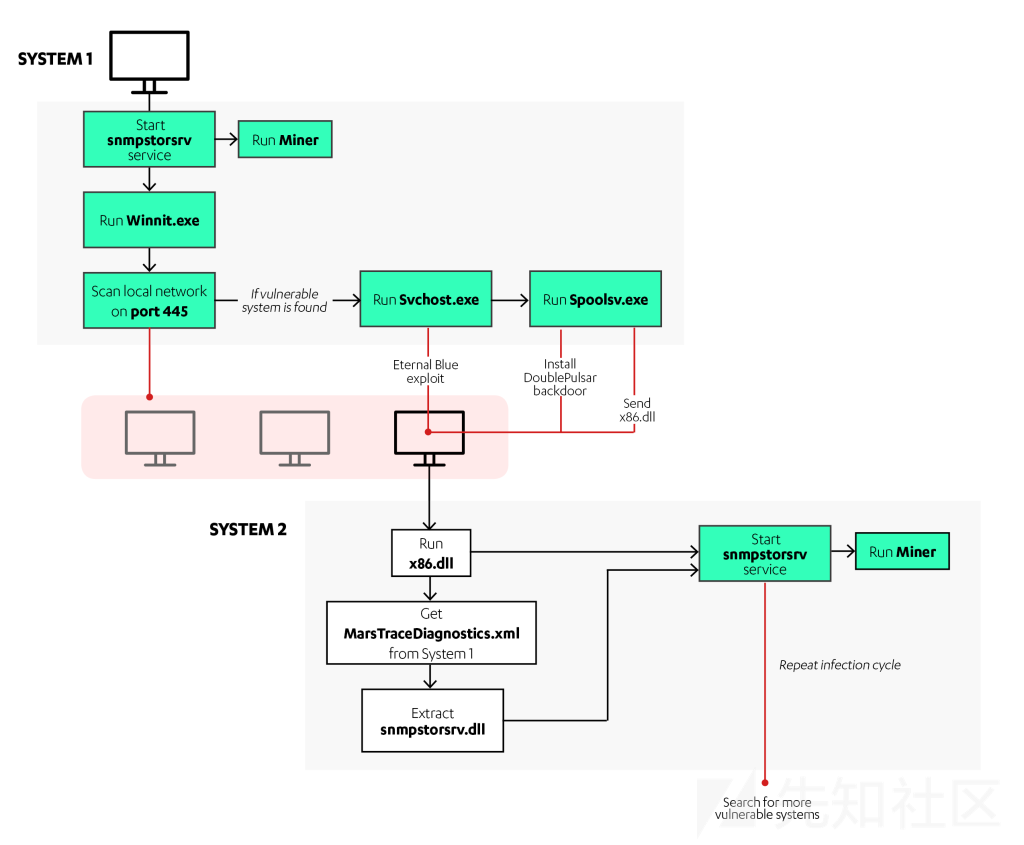 SYSTEM 1
Start
snmpstorsrv
service
Run Miner
Run Winnit.exe
Scan local network
on port 445
If vulnerable
system is found
Run Svchost.exe
Run Spoolsv.exe
Eternal Blue
exploit
Install
DoublePulsar
backdoor
Send
x86.dll
SYSTEM 2
Run
x86.dll
Get
MarsTraceDiagnostics.xml
from System 1
Extract
snmpstorsrv.dll
Start
snmpstorsrv
service
Run Miner
Repeat infection cycle
Search for more
vulnerable systems
先知社区